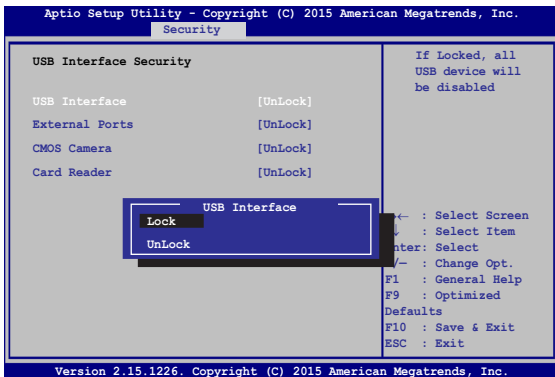 Aptio Setup Utility - Copyright (C) 2015 American Megatrends, Inc.
Security
USB Interface Security
USB Interface [UnLock]
External Ports [UnLock]
CMOS Camera [UnLock]
Card Reader [UnLock]
If Locked, all
USB device will
be disabled
USB Interface
Lock
UnLock
← : Select Screen
↓ : Select Item
nter: Select
/— : Change Opt.
F1 : General Help
F9 : Optimized
Defaults
F10 : Save & Exit
ESC : Exit
Version 2.15.1226. Copyright (C) 2015 American Megatrends, Inc.